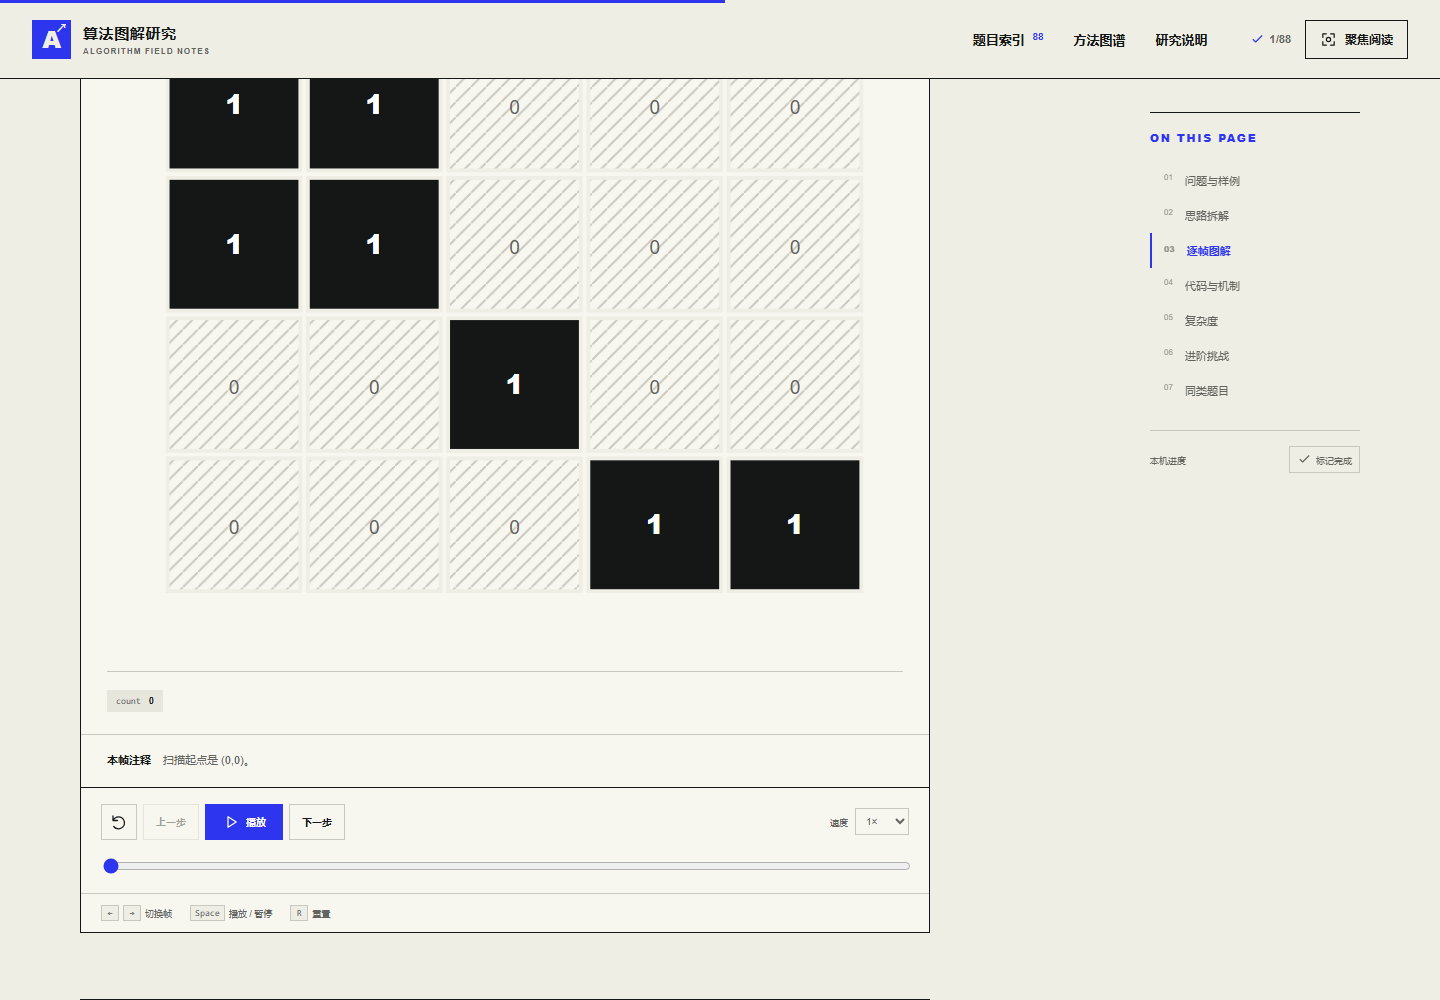 A
算法图解研究
ALGORITHM FIELD NOTES
题目索引 88
方法图谱
研究说明
1/88
聚焦阅读
1 1 0 0 0
1 1 0 0 0
0 0 1 0 0
0 0 0 1 1
count 0
本帧注释 扫描起点是 (0,0)。
上一步
播放
下一步
速度
1×
← → 切换帧 Space 播放 / 暂停 R 重置
ON THIS PAGE
01 问题与样例
02 思路拆解
03 逐帧图解
04 代码与机制
05 复杂度
06 进阶挑战
07 同类题目
本机进度
标记完成